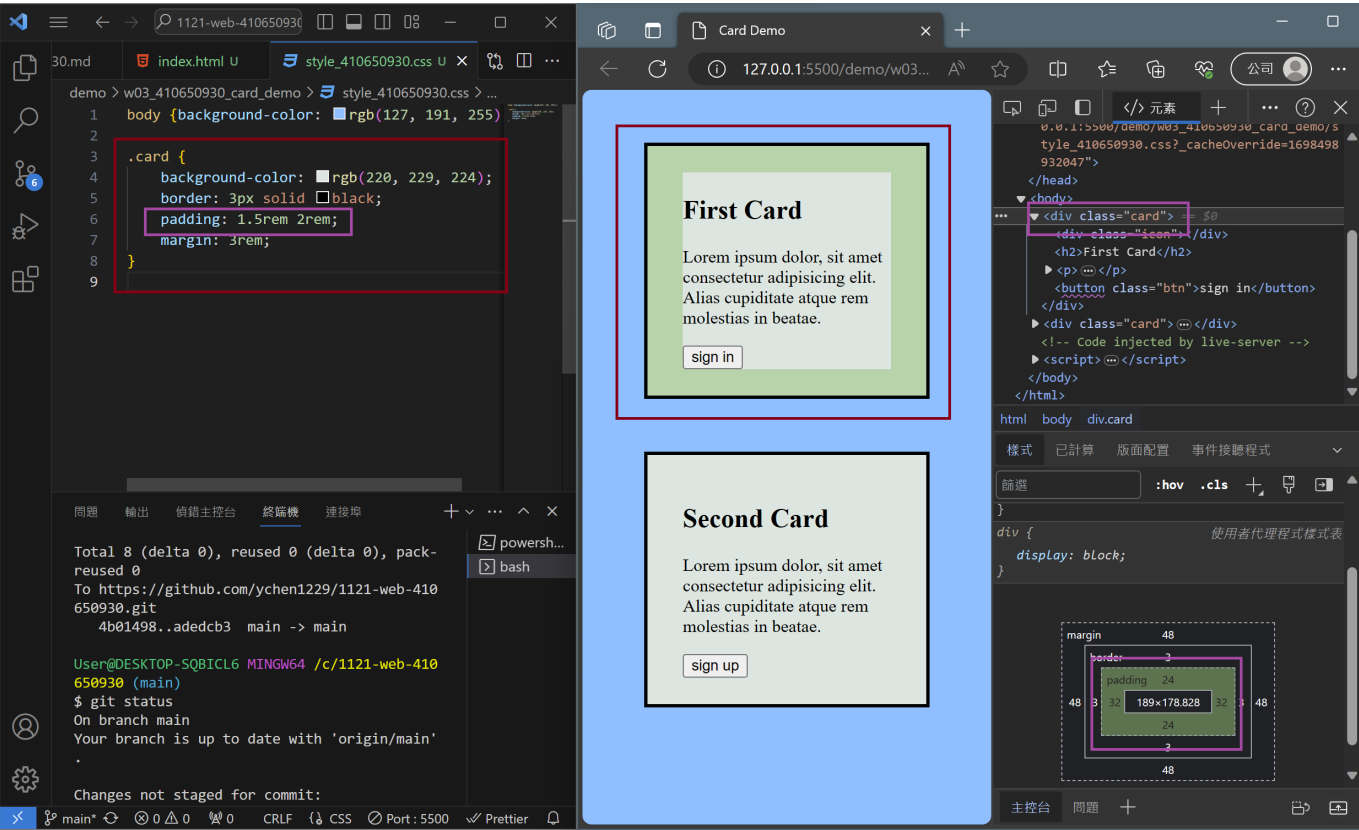 1121-web-41065093(
30.md
index.html U
style_410650930.css U
demo > w03_410650930_card_demo > style_410650930.css > ...
1 body {background-color: rgb(127, 191, 255)
2
3 .card {
4 background-color: rgb(220, 229, 224);
5 border: 3px solid black;
6 padding: 1.5rem 2rem;
7 margin: 3rem;
8 }
9
6
問題 輸出 偵錯主控台 終端機 連接埠
Total 8 (delta 0), reused 0 (delta 0), pack-
reused 0
To https://github.com/ychen1229/1121-web-410
650930.git
4b01498..adedcb3 main -> main
User@DESKTOP-SQBICL6 MINGW64 /c/1121-web-410
650930 (main)
$ git status
On branch main
Your branch is up to date with 'origin/main'
.
Changes not staged for commit:
powersh...
bash
main* 0 0 0 CRLF CSS Port : 5500 Prettier
Card Demo
127.0.0.1:5500/demo/w03...
公司
First Card
Lorem ipsum dolor, sit amet
consectetur adipisicing elit.
Alias cupiditate atque rem
molestias in beatae.
sign in
Second Card
Lorem ipsum dolor, sit amet
consectetur adipisicing elit.
Alias cupiditate atque rem
molestias in beatae.
sign up
</> 元素
0.0.1:5500/demo/w03_410650930_card_demo/s
tyle_410650930.css?_cacheOverride=1698498
932047">
</head>
<body>
<div class="card"> == $0
<div class="icon"></div>
<h2>First Card</h2>
<p>...</p>
<button class="btn">sign in</button>
</div>
<div class="card">...</div>
<!-- Code injected by live-server -->
<script>...</script>
</body>
</html>
html body div.card
樣式 已計算 版面配置 事件接聽程式
篩選 :hov .cls
}
div { 使用者代理程式樣式表
display: block;
}
margin 48
border 3
padding 24
48 3 32 189×178.828 32 3 48
24
3
48
主控台 問題